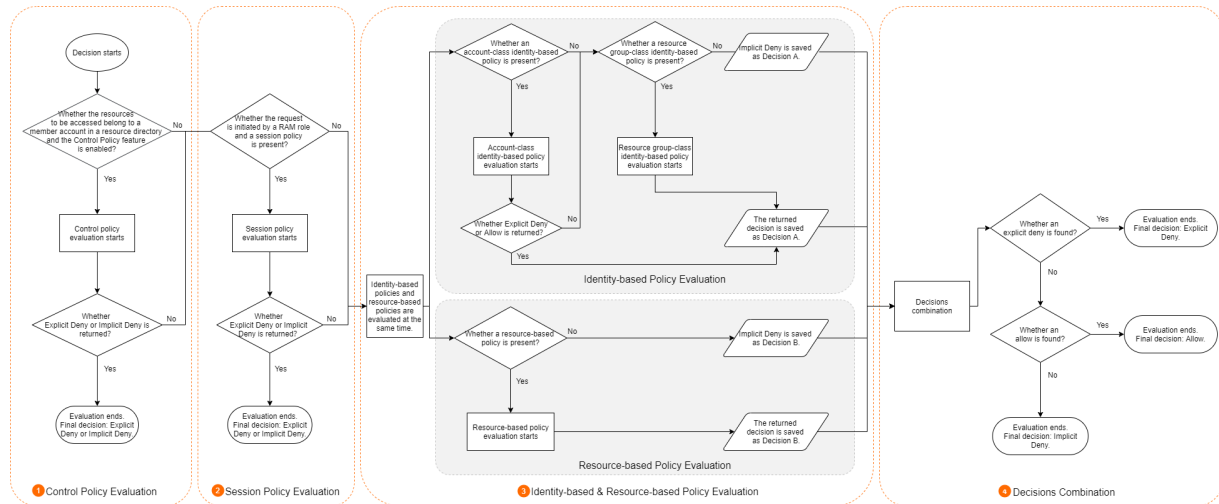 Decision starts
Whether the resources
to be accessed belong to a
member account in a resource directory
and the Control Policy feature
is enabled?
No
Yes
Control policy
evaluation starts
Whether
Explicit Deny or Implicit Deny is
returned?
No
Yes
Evaluation ends.
Final decision: Explicit
Deny or Implicit Deny.
1 Control Policy Evaluation
Whether the request
is initiated by a RAM role
and a session policy
is present?
No
Yes
Session policy
evaluation starts
Whether
Explicit Deny or Implicit
Deny is returned?
No
Yes
Evaluation ends.
Final decision: Explicit
Deny or Implicit Deny.
2 Session Policy Evaluation
Identity-based
policies and
resource-based
policies are
evaluated at the
same time.
Whether an
account-class identity-based
policy is present?
No
Yes
Account-class
identity-based policy
evaluation starts
Whether Explicit Deny
or Allow is returned?
No
Yes
Whether a resource
group-class identity-based
policy is present?
No
Yes
Resource group-class
identity-based policy
evaluation starts
Implicit Deny is saved
as Decision A.
The returned
decision is saved
as Decision A.
Identity-based Policy Evaluation
Whether a resource-based
policy is present?
No
Yes
Implicit Deny is saved
as Decision B.
Resource-based policy
evaluation starts
The returned
decision is saved
as Decision B.
Resource-based Policy Evaluation
3 Identity-based & Resource-based Policy Evaluation
Decisions
combination
Whether an
explicit deny is found?
Yes
Evaluation ends.
Final decision: Explicit
Deny.
No
Whether an
allow is found?
Yes
Evaluation ends.
Final decision: Allow.
No
Evaluation ends.
Final decision: Implicit
Deny.
4 Decisions Combination